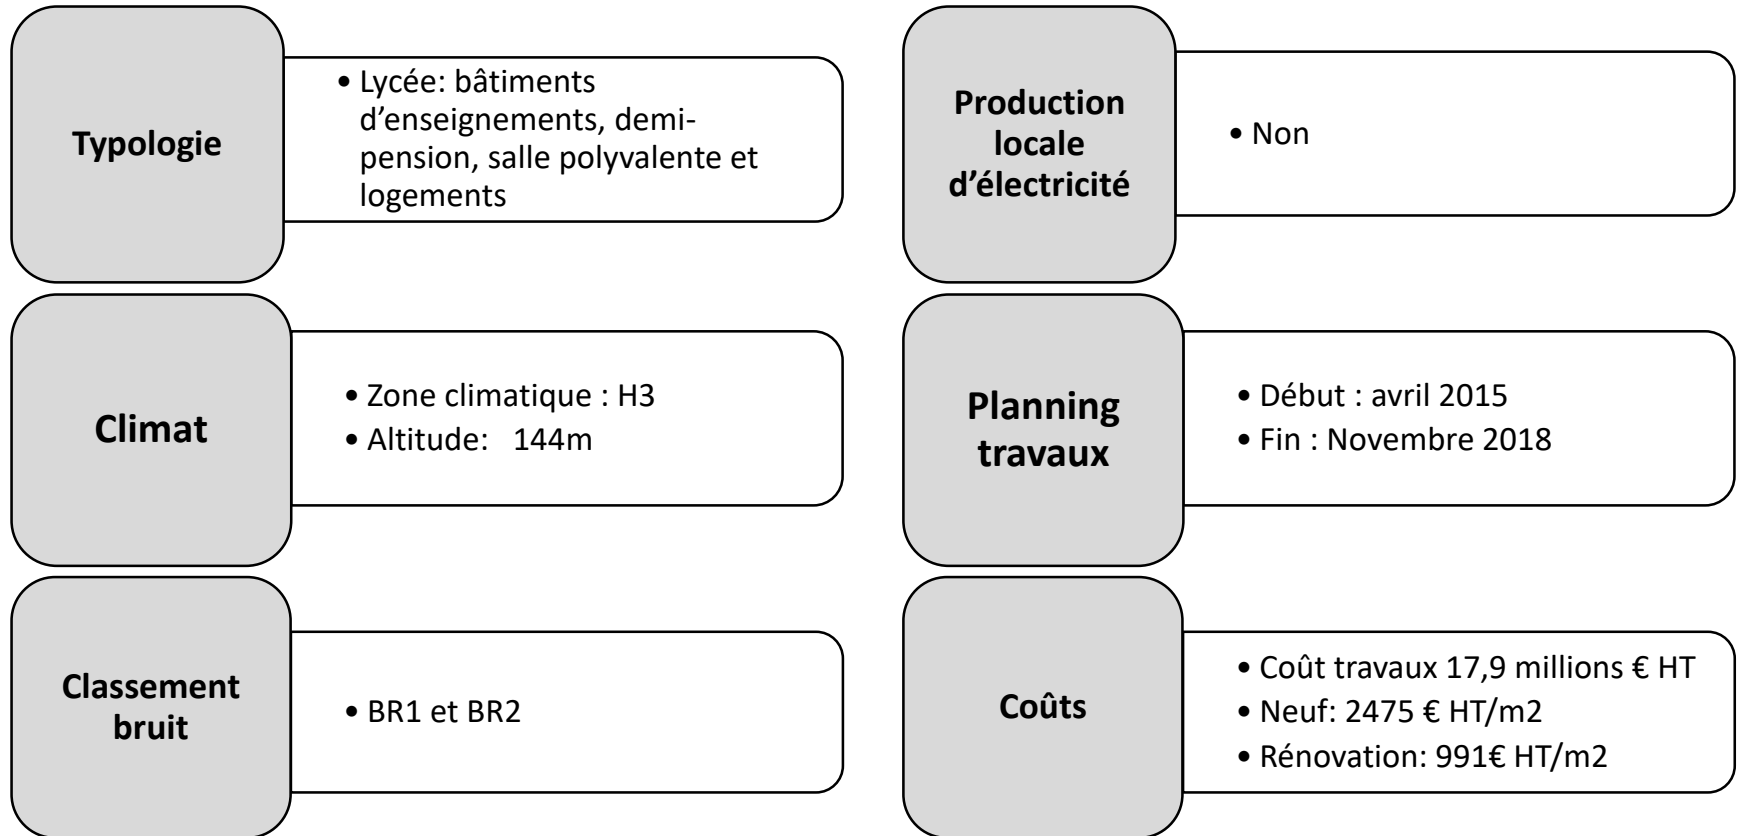 Typologie
• Lycée: bâtiments
d’enseignements, demi-
pension, salle polyvalente et
logements
Climat
• Zone climatique : H3
• Altitude: 144m
Classement
bruit
• BR1 et BR2
Production
locale
d’électricité
• Non
Planning
travaux
• Début : avril 2015
• Fin : Novembre 2018
Coûts
• Coût travaux 17,9 millions € HT
• Neuf: 2475 € HT/m2
• Rénovation: 991€ HT/m2